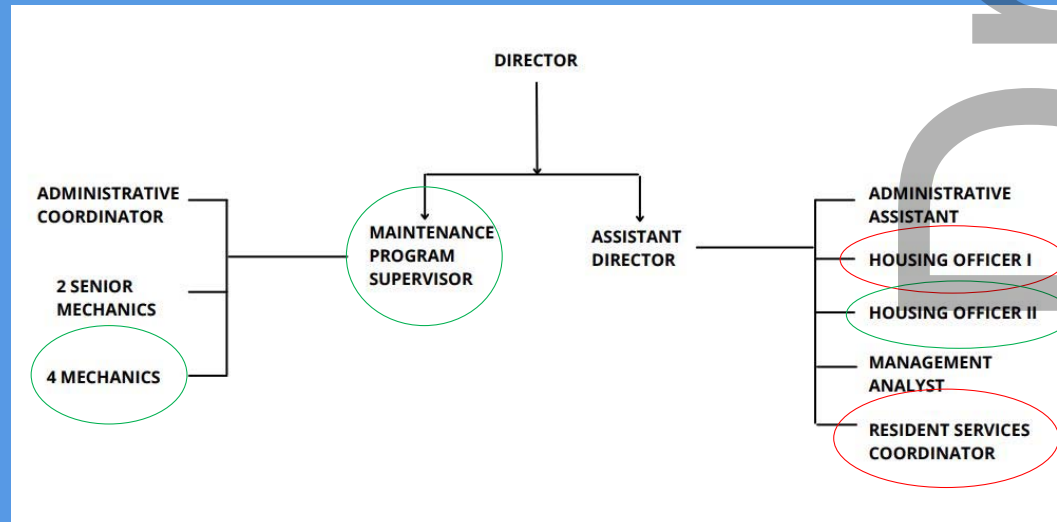 DIRECTOR
ADMINISTRATIVE
COORDINATOR
2 SENIOR
MECHANICS
4 MECHANICS
MAINTENANCE
PROGRAM
SUPERVISOR
ASSISTANT
DIRECTOR
ADMINISTRATIVE
ASSISTANT
HOUSING OFFICER I
HOUSING OFFICER II
MANAGEMENT
ANALYST
RESIDENT SERVICES
COORDINATOR